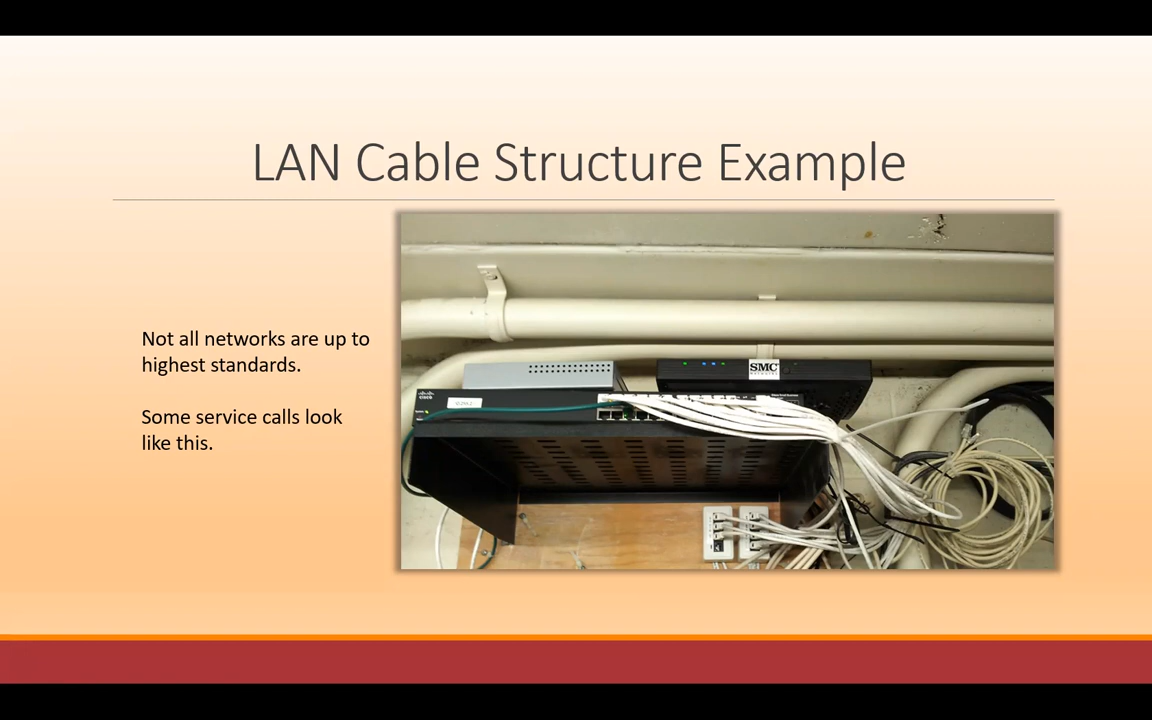 LAN Cable Structure Example
Not all networks are up to
highest standards.
Some service calls look
like this.
SMC
CISCO